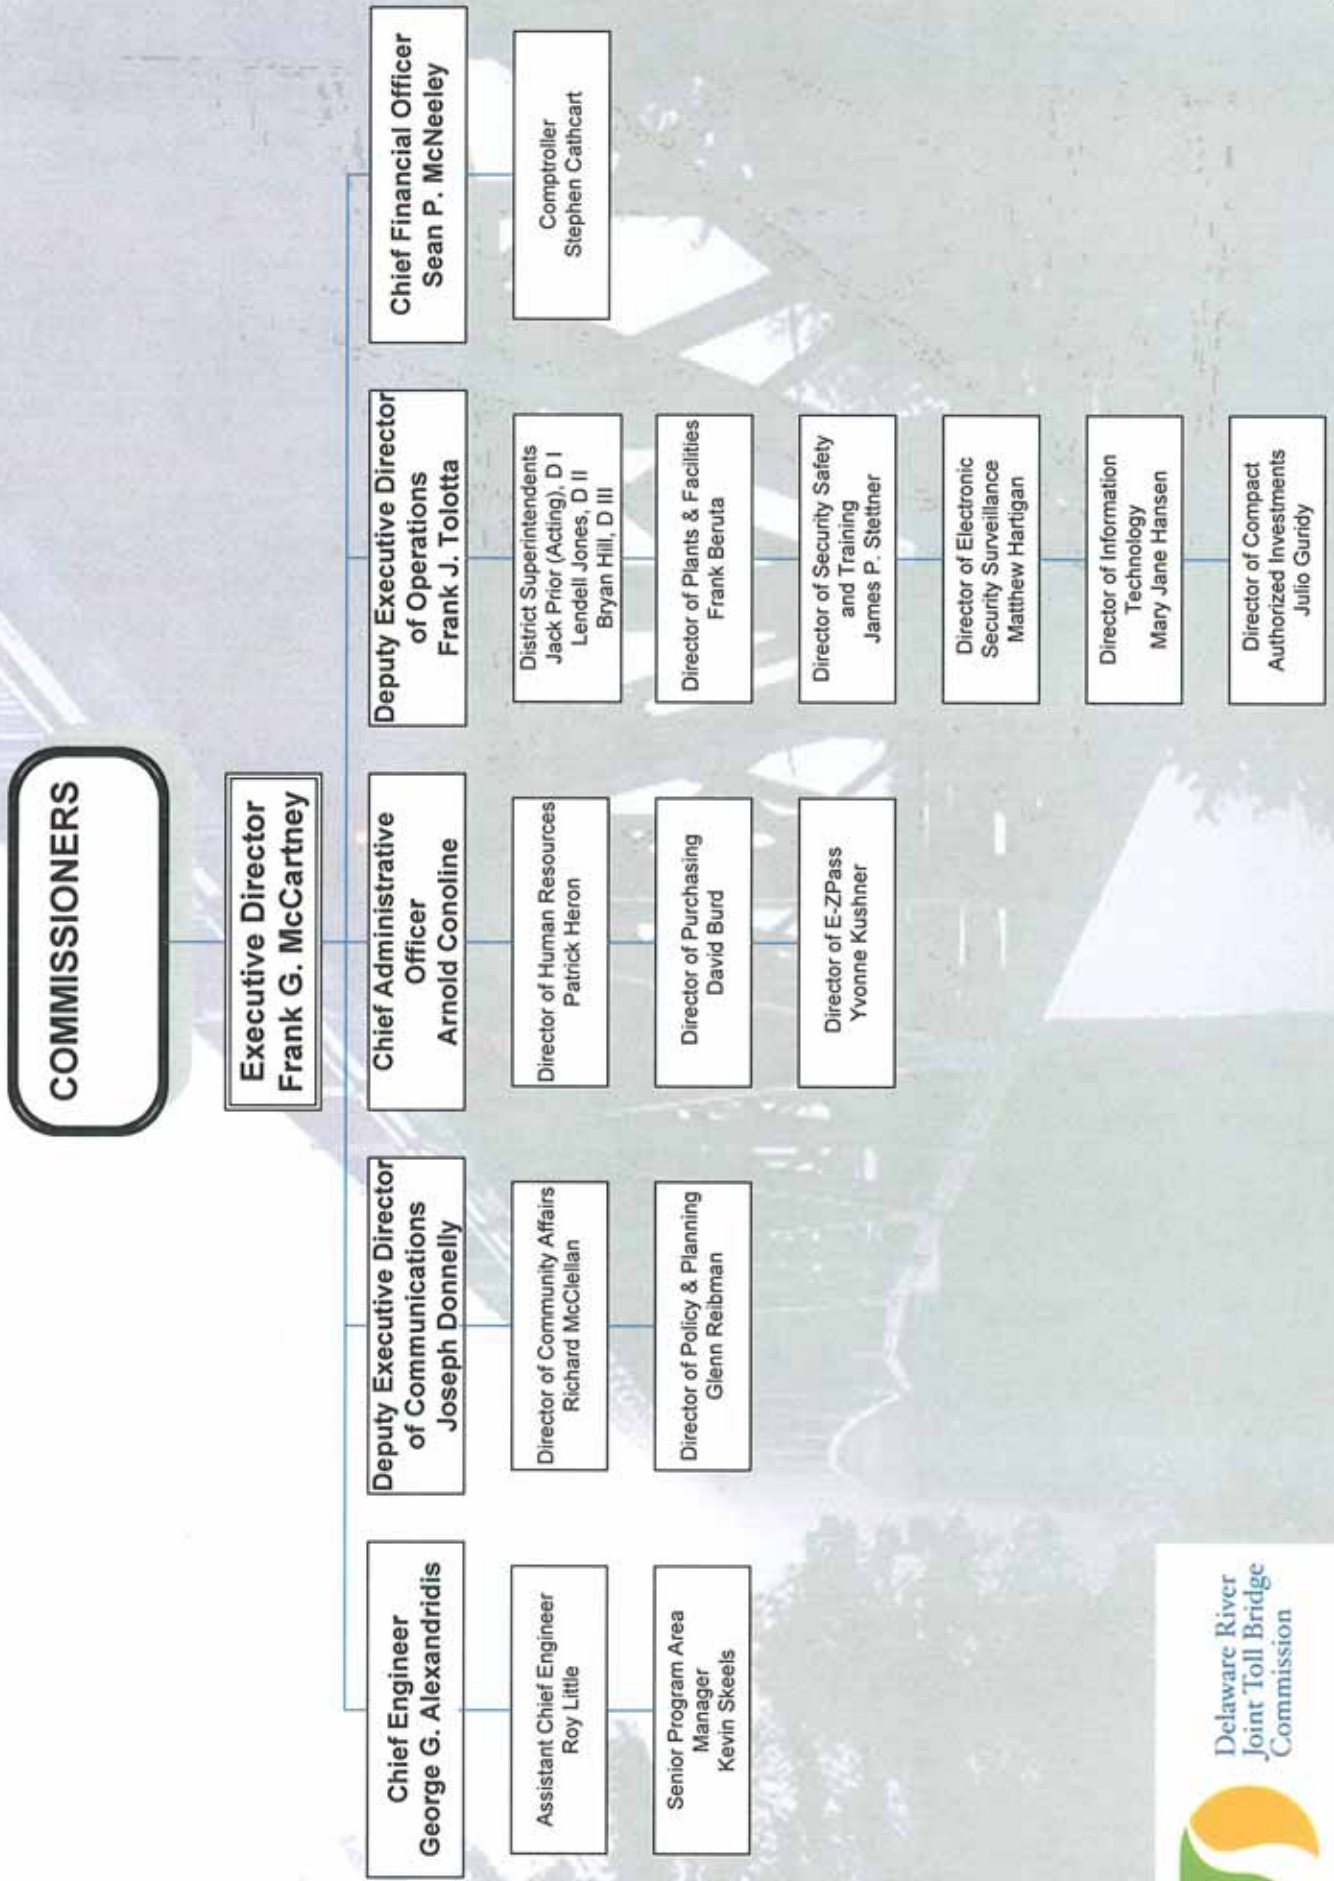 COMMISSIONERS
Executive Director
Frank G. McCartney
Chief Engineer
George G. Alexandridis
Assistant Chief Engineer
Roy Little
Senior Program Area
Manager
Kevin Skeels
Deputy Executive Director
of Communications
Joseph Donnelly
Director of Community Affairs
Richard McClellan
Director of Policy & Planning
Glenn Reibman
Chief Administrative
Officer
Arnold Conoline
Director of Human Resources
Patrick Heron
Director of Purchasing
David Burd
Director of E-ZPass
Yvonne Kushner
Deputy Executive Director
of Operations
Frank J. Tolotta
District Superintendents
Jack Prior (Acting), D I
Lendell Jones, D II
Bryan Hill, D III
Director of Plants & Facilities
Frank Beruta
Director of Security Safety
and Training
James P. Stettner
Director of Electronic
Security Surveillance
Matthew Hartigan
Director of Information
Technology
Mary Jane Hansen
Director of Compact
Authorized Investments
Julio Guridy
Chief Financial Officer
Sean P. McNeeley
Comptroller
Stephen Cathcart
Delaware River
Joint Toll Bridge
Commission